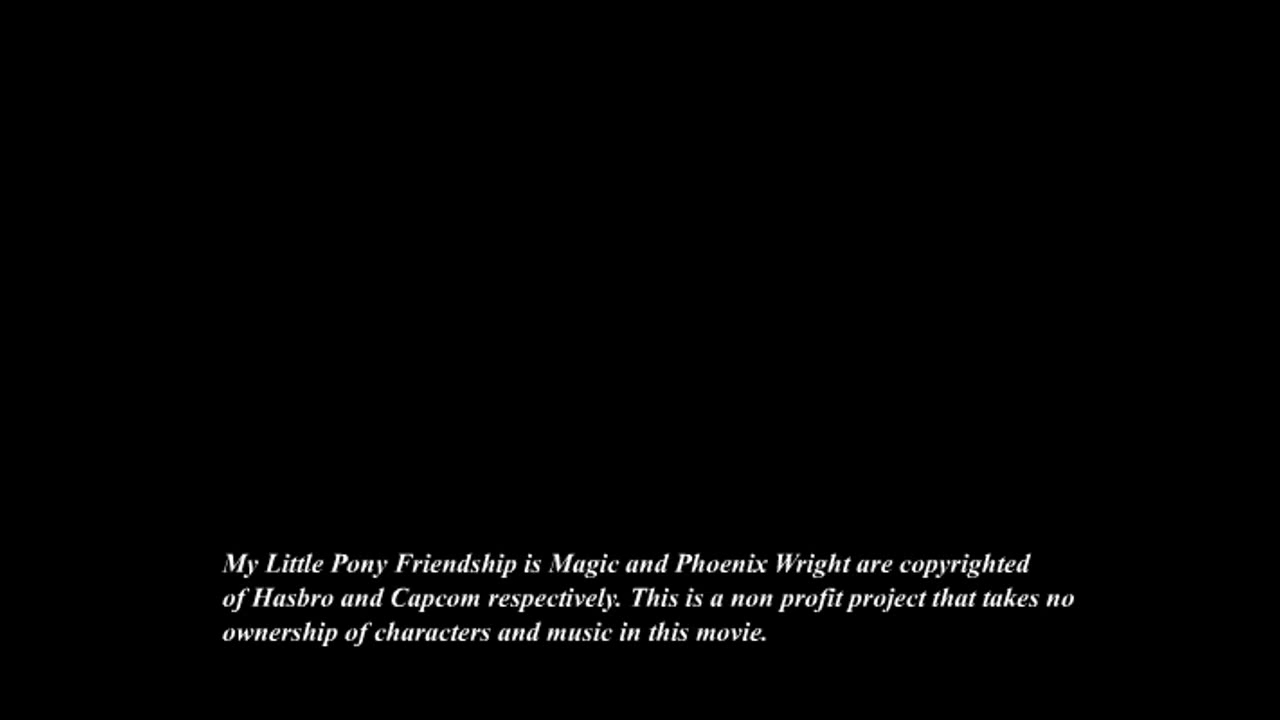 My Little Pony Friendship is Magic and Phoenix Wright are copyrighted
of Hasbro and Capcom respectively. This is a non profit project that takes no
ownership of characters and music in this movie.